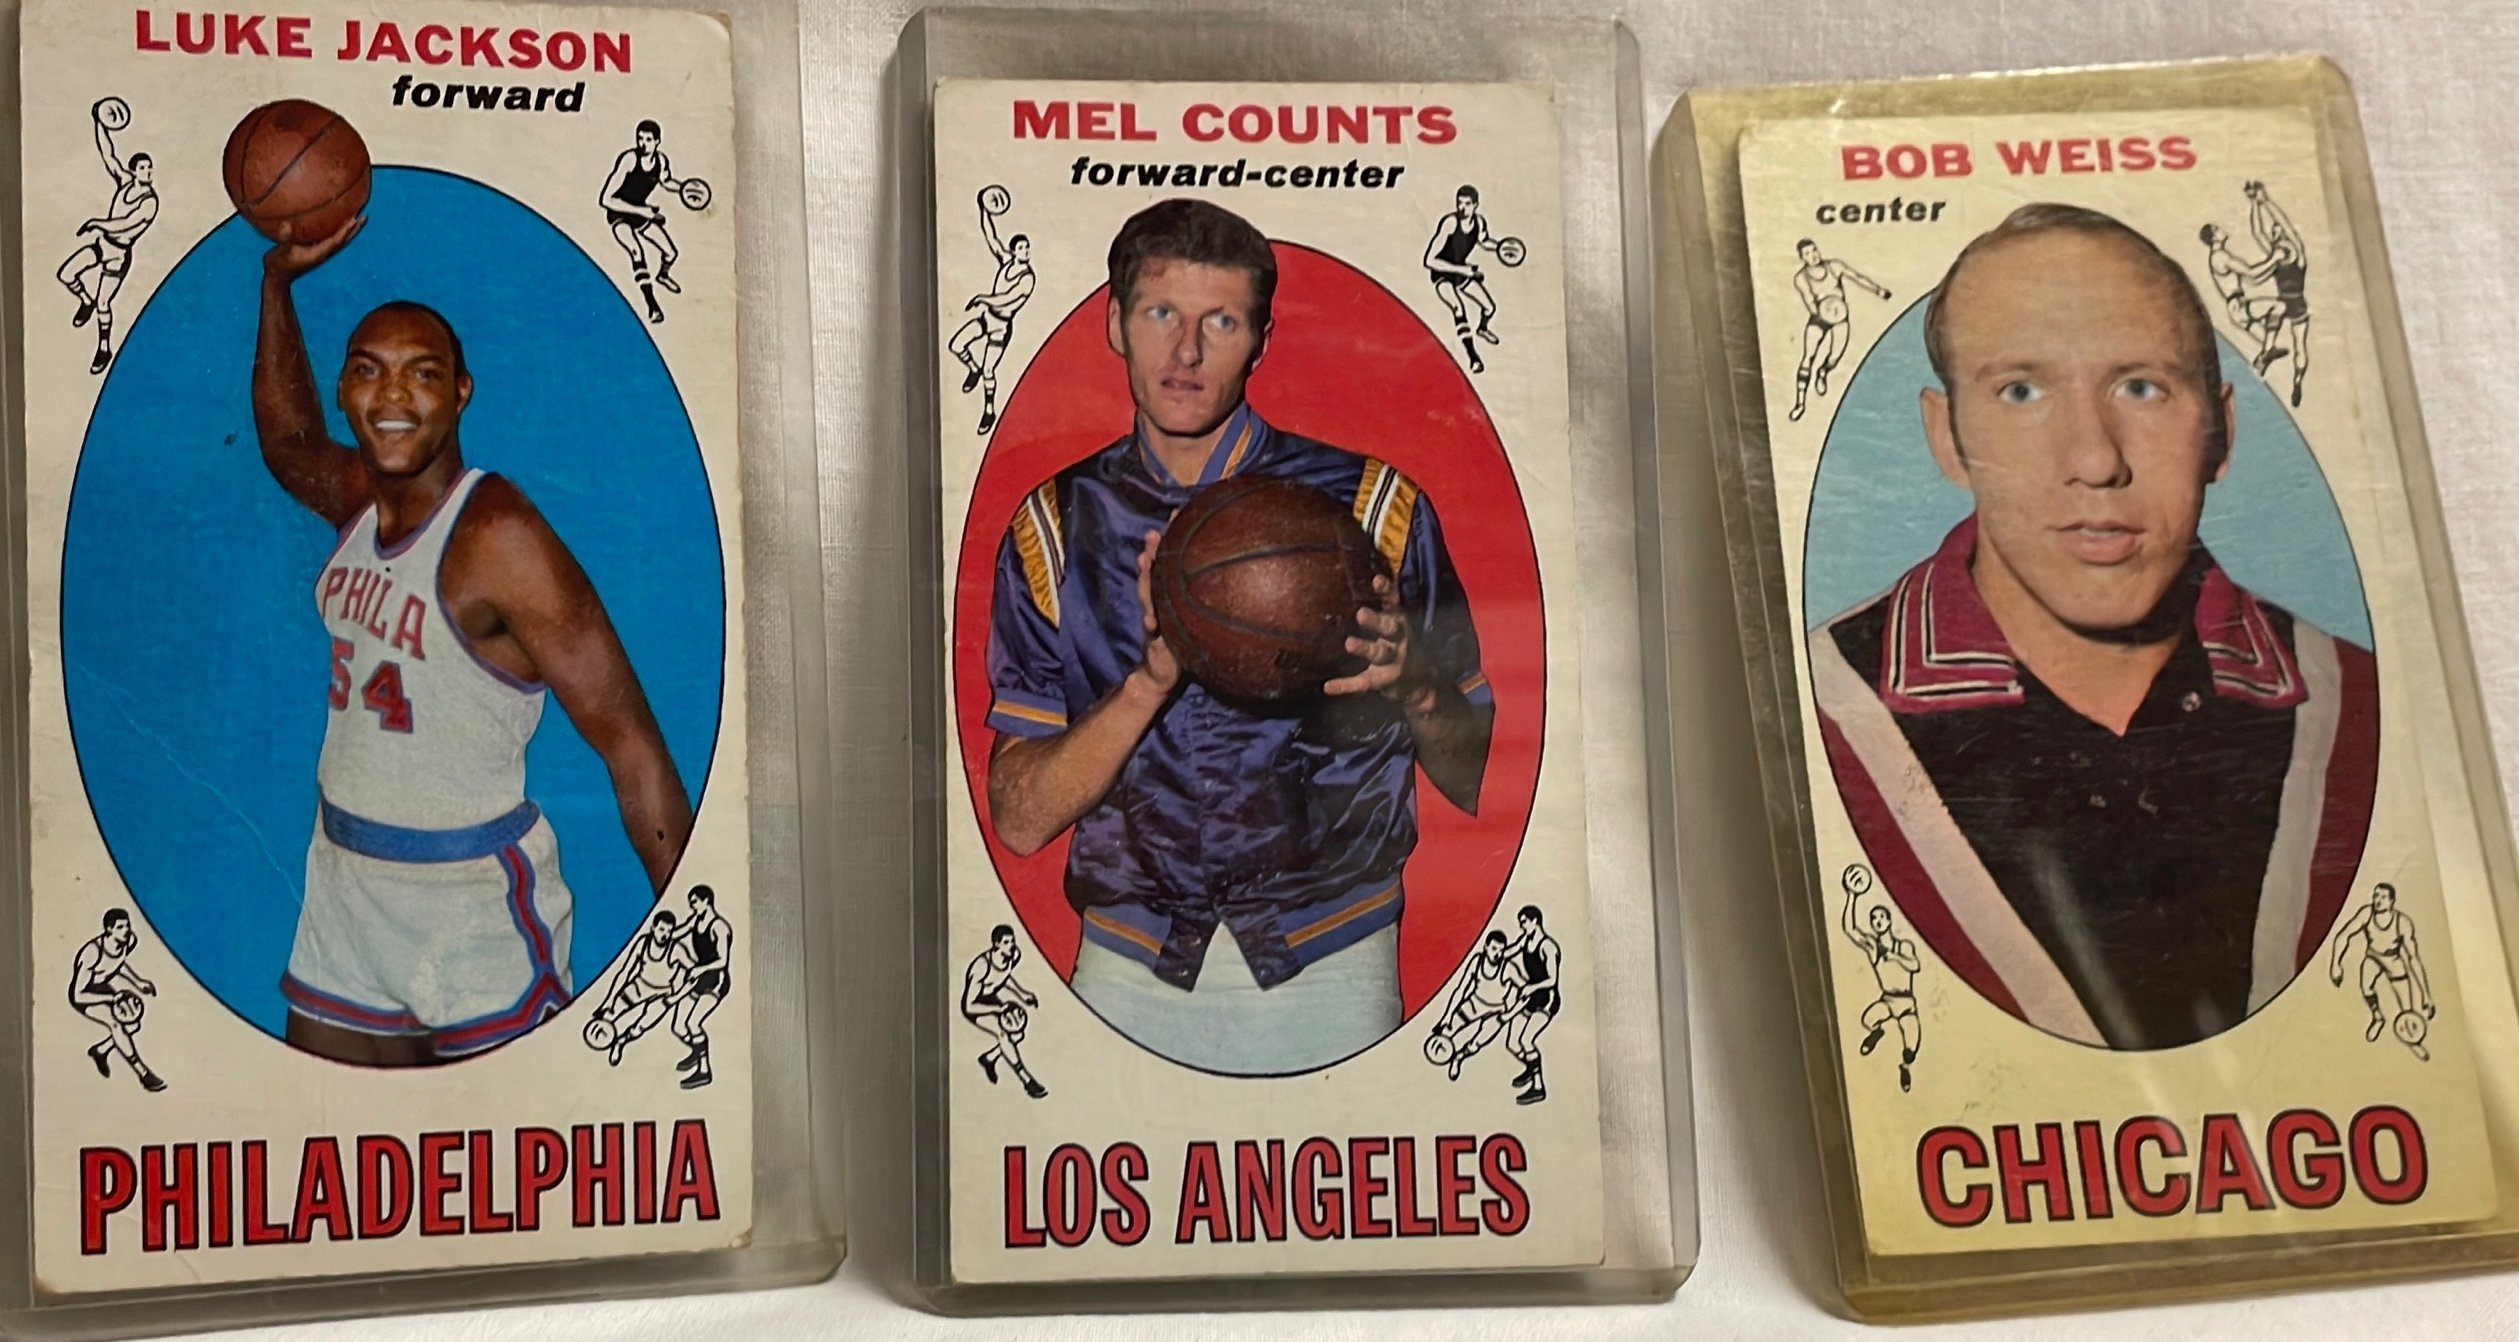 LUKE JACKSON
forward
PHILA
54
PHILADELPHIA
MEL COUNTS
forward-center
LOS ANGELES
BOB WEISS
center
CHICAGO